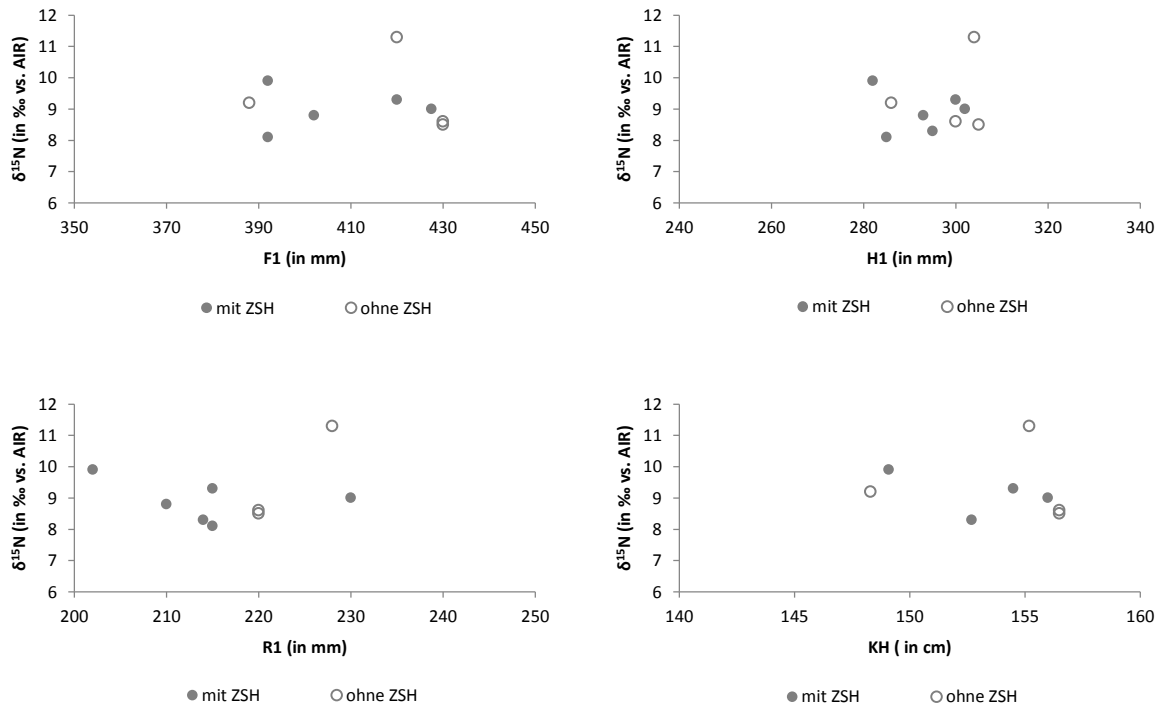 δ¹⁵N (in ‰ vs. AIR)
12
11
10
9
8
7
6
350 370 390 410 430 450
F1 (in mm)
mit ZSH ohne ZSH
δ¹⁵N (in ‰ vs. AIR)
12
11
10
9
8
7
6
240 260 280 300 320 340
H1 (in mm)
mit ZSH ohne ZSH
δ¹⁵N (in ‰ vs. AIR)
12
11
10
9
8
7
6
200 210 220 230 240 250
R1 (in mm)
mit ZSH ohne ZSH
δ¹⁵N (in ‰ vs. AIR)
12
11
10
9
8
7
6
140 145 150 155 160
KH ( in cm)
mit ZSH ohne ZSH